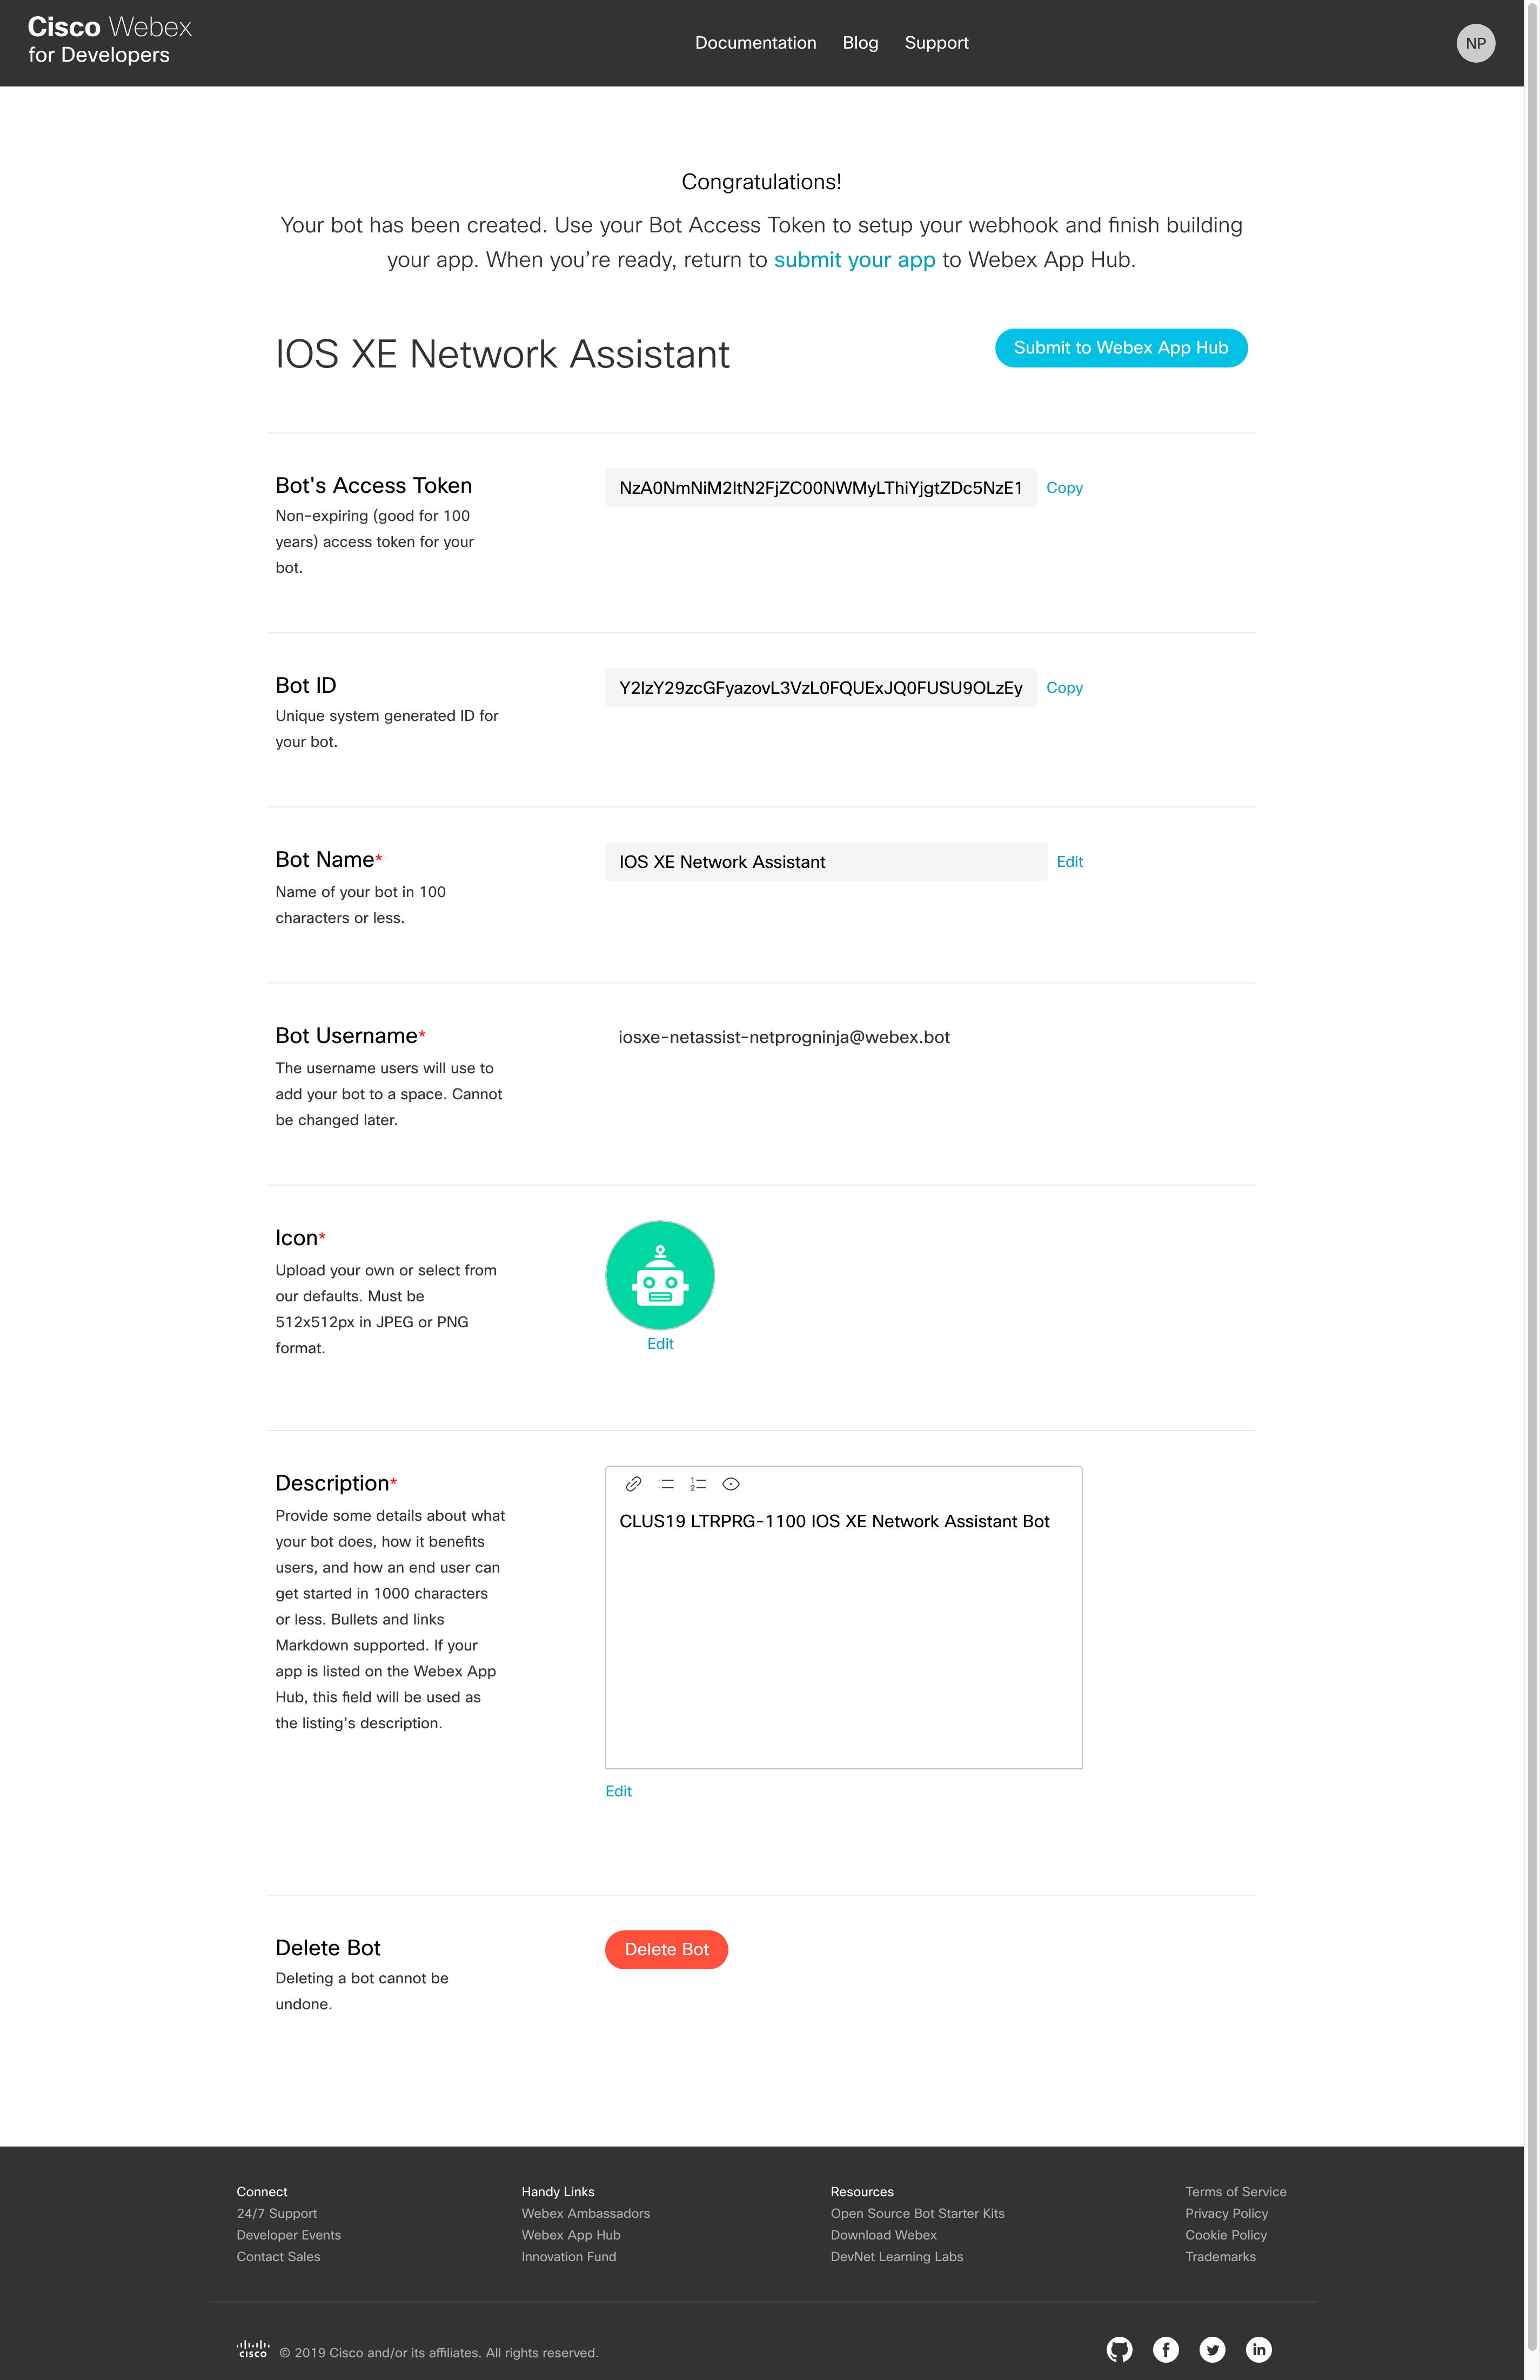 Cisco Webex
for Developers
Documentation Blog Support
NP
Congratulations!
Your bot has been created. Use your Bot Access Token to setup your webhook and finish building
your app. When you’re ready, return to submit your app to Webex App Hub.
IOS XE Network Assistant
Submit to Webex App Hub
Bot's Access Token
Non-expiring (good for 100
years) access token for your
bot.
NzA0NmNiM2ItN2FjZC00NWMyLThiYjgtZDc5NzE1
Copy
Bot ID
Unique system generated ID for
your bot.
Y2lzY29zcGFyazovL3VzL0FQUExJQ0FUSU9OLzEy
Copy
Bot Name*
Name of your bot in 100
characters or less.
IOS XE Network Assistant
Edit
Bot Username*
The username users will use to
add your bot to a space. Cannot
be changed later.
iosxe-netassist-netprogninja@webex.bot
Icon*
Upload your own or select from
our defaults. Must be
512x512px in JPEG or PNG
format.
Edit
Description*
Provide some details about what
your bot does, how it benefits
users, and how an end user can
get started in 1000 characters
or less. Bullets and links
Markdown supported. If your
app is listed on the Webex App
Hub, this field will be used as
the listing’s description.
CLUS19 LTRPRG-1100 IOS XE Network Assistant Bot
Edit
Delete Bot
Deleting a bot cannot be
undone.
Delete Bot
Connect
24/7 Support
Developer Events
Contact Sales
Handy Links
Webex Ambassadors
Webex App Hub
Innovation Fund
Resources
Open Source Bot Starter Kits
Download Webex
DevNet Learning Labs
Terms of Service
Privacy Policy
Cookie Policy
Trademarks
CISCO
© 2019 Cisco and/or its affiliates. All rights reserved.